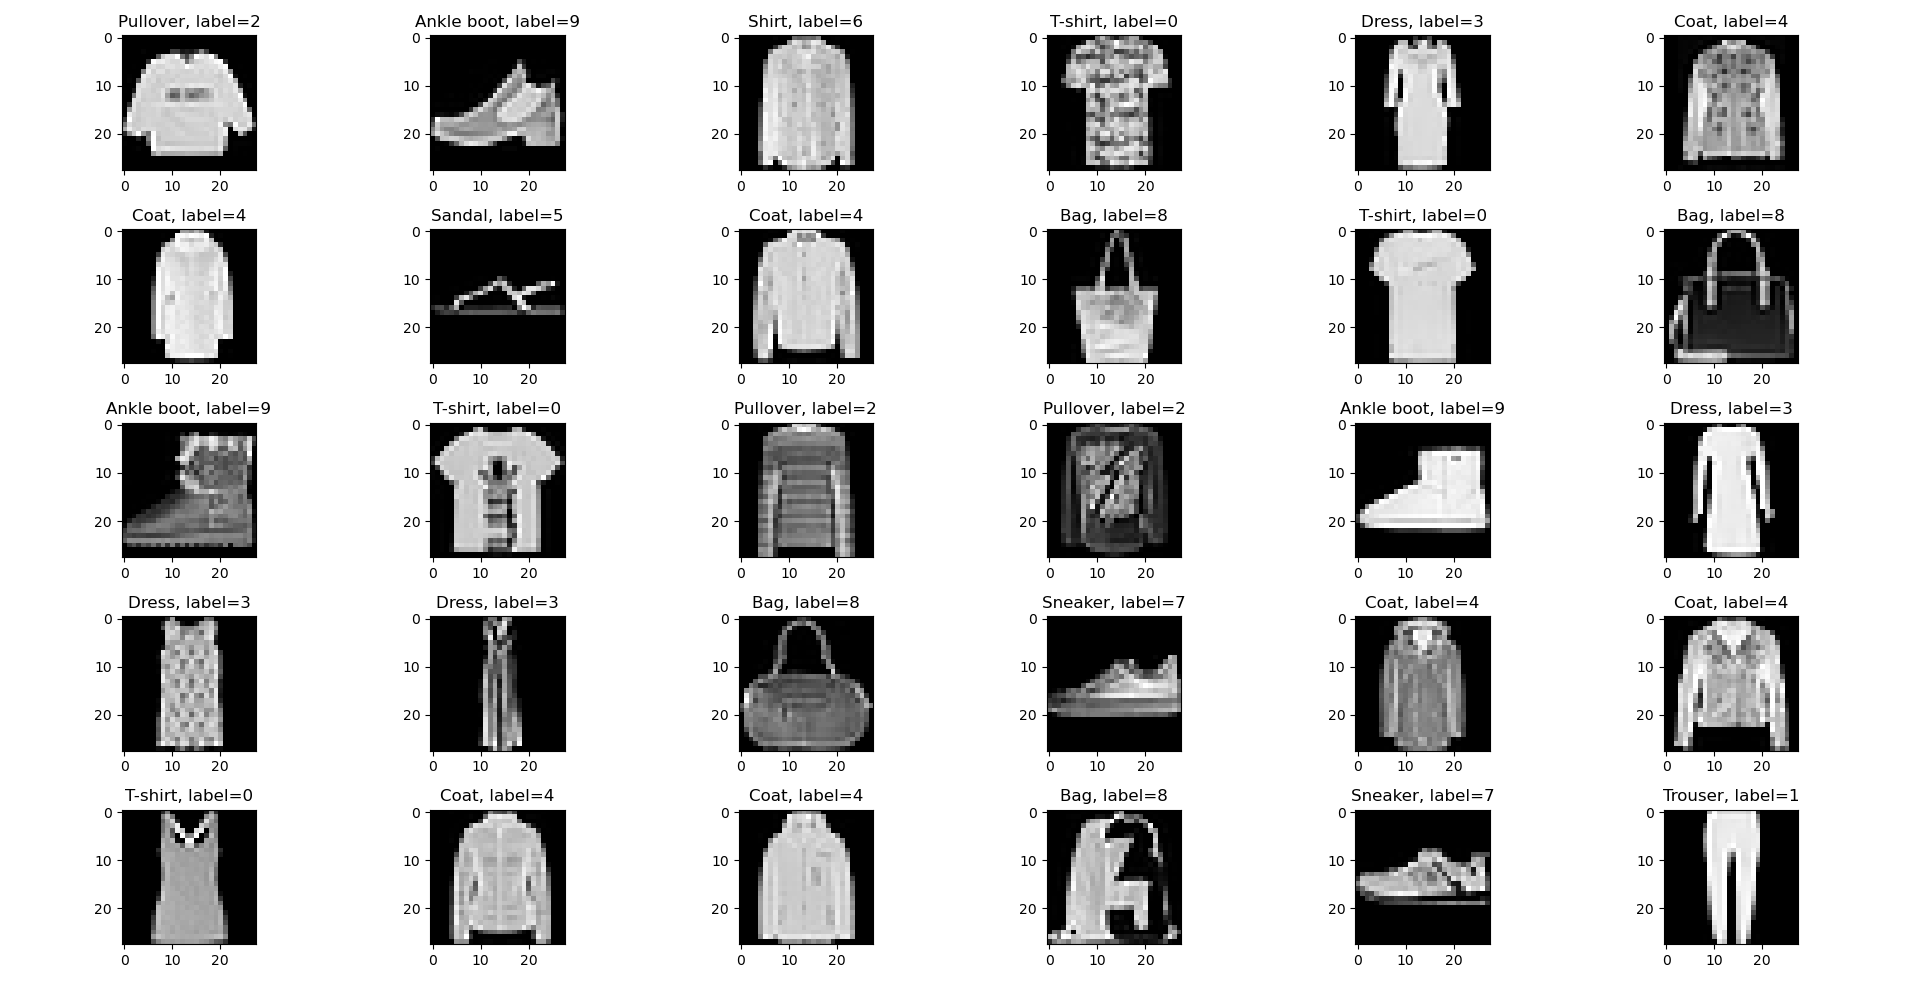 Pullover, label=2 Ankle boot, label=9 Shirt, label=6 T-shirt, label=0 Dress, label=3 Coat, label=4
0 0 0 0 0 0
10 10 10 10 10 10
20 20 20 20 20 20
0 10 20 0 10 20 0 10 20 0 10 20 0 10 20 0 10 20
Coat, label=4 Sandal, label=5 Coat, label=4 Bag, label=8 T-shirt, label=0 Bag, label=8
0 0 0 0 0 0
10 10 10 10 10 10
20 20 20 20 20 20
0 10 20 0 10 20 0 10 20 0 10 20 0 10 20 0 10 20
Ankle boot, label=9 T-shirt, label=0 Pullover, label=2 Pullover, label=2 Ankle boot, label=9 Dress, label=3
0 0 0 0 0 0
10 10 10 10 10 10
20 20 20 20 20 20
0 10 20 0 10 20 0 10 20 0 10 20 0 10 20 0 10 20
Dress, label=3 Dress, label=3 Bag, label=8 Sneaker, label=7 Coat, label=4 Coat, label=4
0 0 0 0 0 0
10 10 10 10 10 10
20 20 20 20 20 20
0 10 20 0 10 20 0 10 20 0 10 20 0 10 20 0 10 20
T-shirt, label=0 Coat, label=4 Coat, label=4 Bag, label=8 Sneaker, label=7 Trouser, label=1
0 0 0 0 0 0
10 10 10 10 10 10
20 20 20 20 20 20
0 10 20 0 10 20 0 10 20 0 10 20 0 10 20 0 10 20